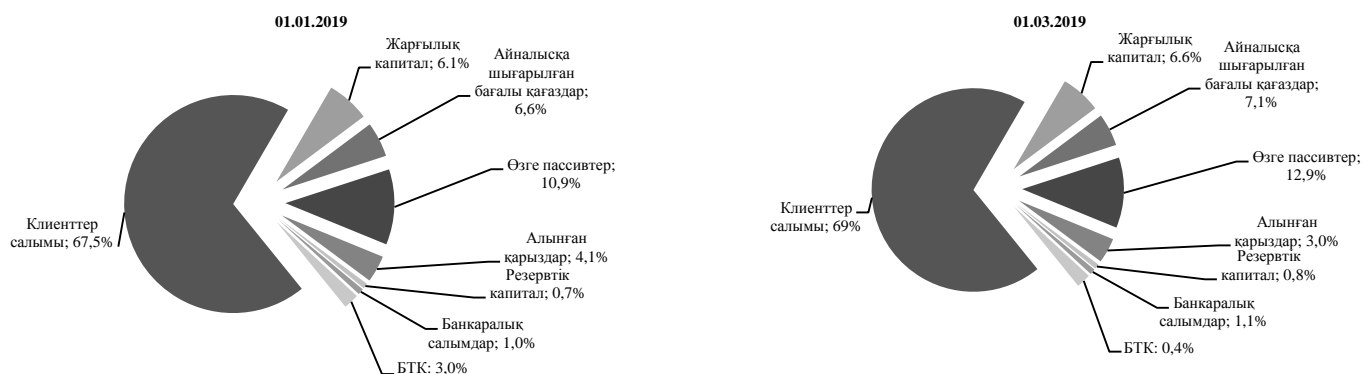 01.01.2019
Жарғылық
капитал; 6.1%
Айналысқа
шығарылған
бағалы қағаздар;
6,6%
Өзге пассивтер;
10,9%
Клиенттер
салымы; 67,5%
Алынған
қарыздар; 4,1%
Резервтік
капитал; 0,7%
Банкаралық
салымдар; 1,0%
БТК: 3,0%
01.03.2019
Жарғылық
капитал; 6.6%
Айналысқа
шығарылған
бағалы қағаздар;
7,1%
Өзге пассивтер;
12,9%
Клиенттер
салымы; 69%
Алынған
қарыздар; 3,0%
Резервтік
капитал; 0,8%
Банкаралық
салымдар; 1,1%
БТК: 0,4%